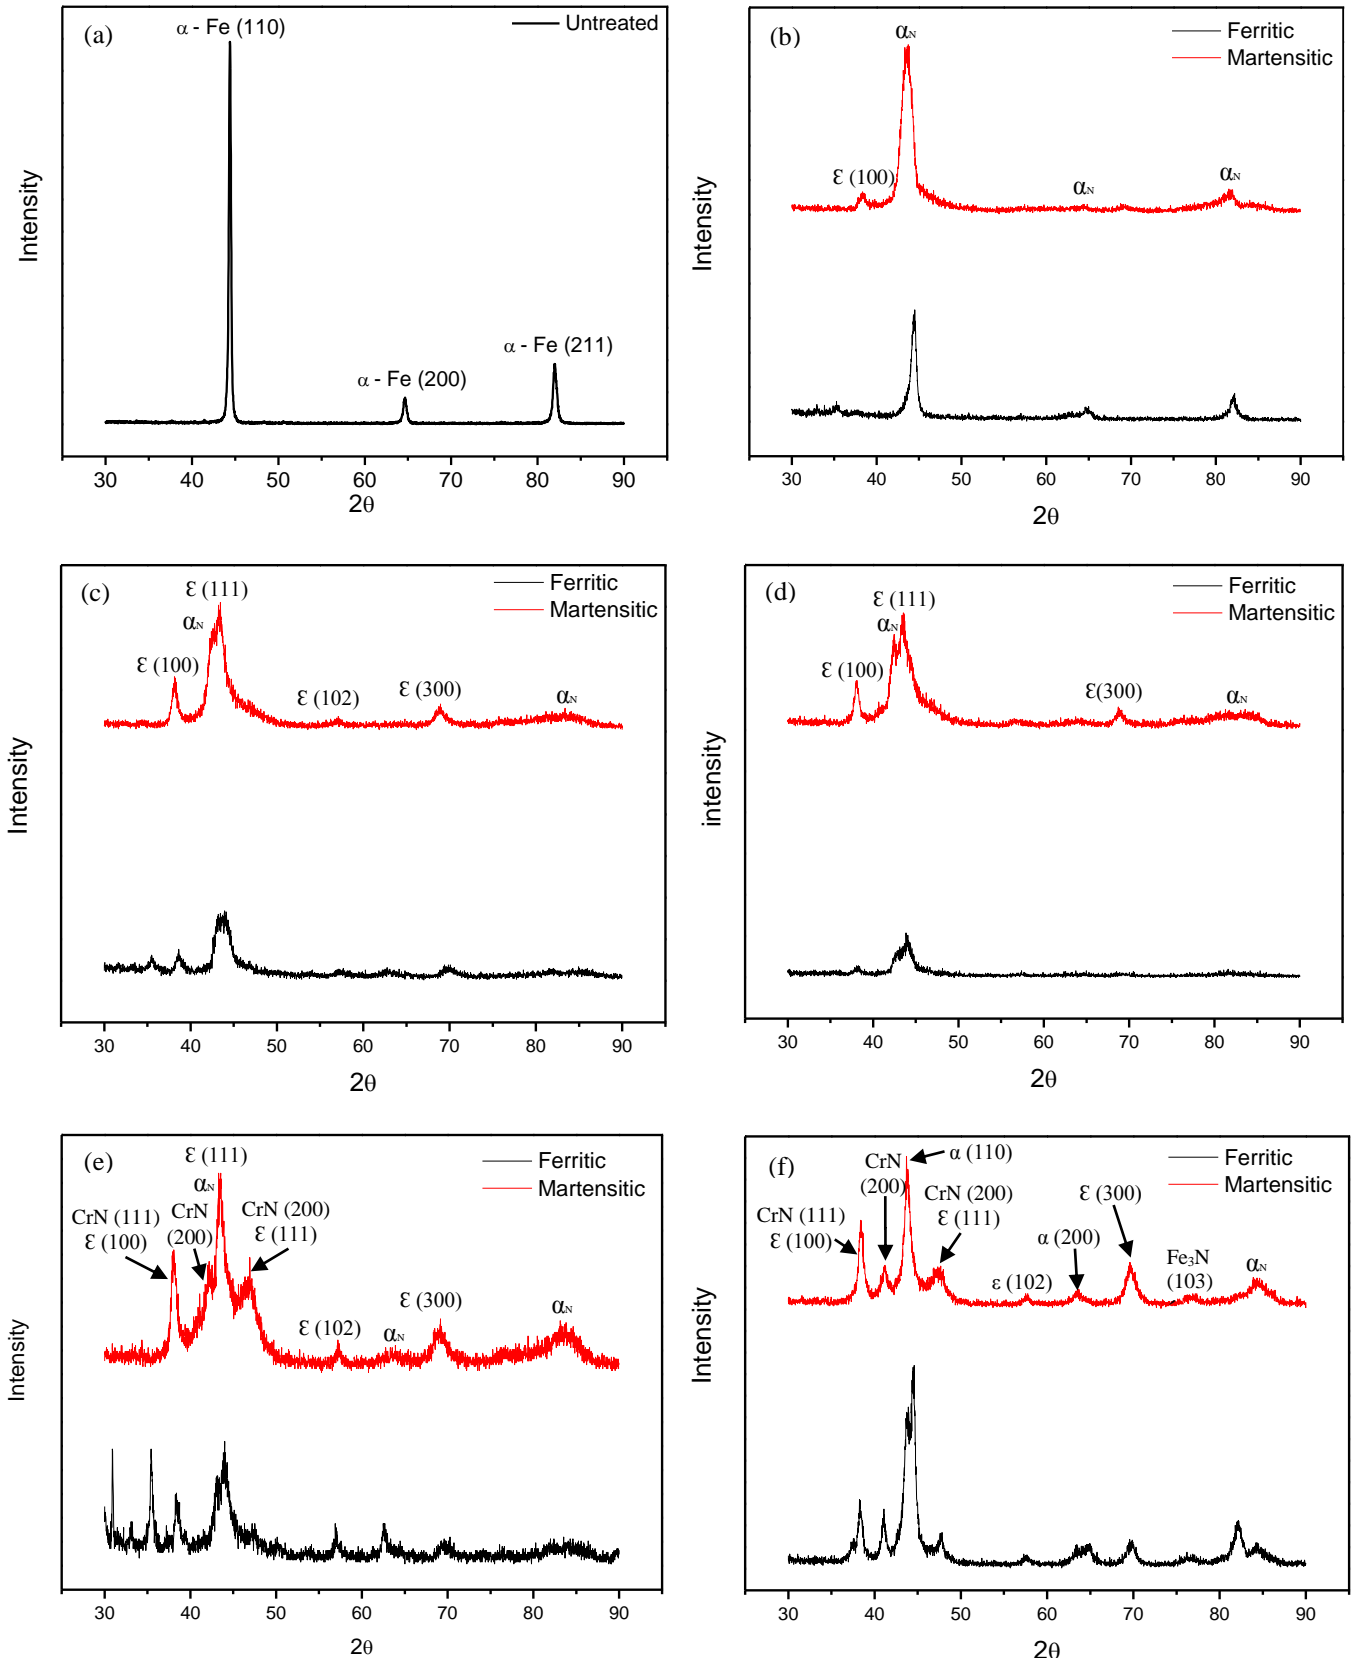 (a)
α - Fe (110)
Untreated
α - Fe (200)
α - Fe (211)
Intensity
30 40 50 60 70 80 90
2θ
(b)
αN
Ferritic
Martensitic
ε (100)
αN
αN
Intensity
30 40 50 60 70 80 90
2θ
(c)
ε (111)
αN
Ferritic
Martensitic
ε (100)
ε (102)
ε (300)
αN
Intensity
30 40 50 60 70 80 90
2θ
(d)
ε (111)
αN
Ferritic
Martensitic
ε (100)
ε(300)
αN
intensity
30 40 50 60 70 80 90
2θ
(e)
ε (111)
αN
Ferritic
Martensitic
CrN (111)
ε (100)
CrN
(200)
CrN (200)
ε (111)
ε (102)
αN
ε (300)
αN
Intensity
30 40 50 60 70 80 90
2θ
(f)
CrN
(200)
α (110)
Ferritic
Martensitic
CrN (111)
ε (100)
CrN (200)
ε (111)
ε (102)
α (200)
ε (300)
Fe₃N
(103)
αN
Intensity
30 40 50 60 70 80 90
2θ